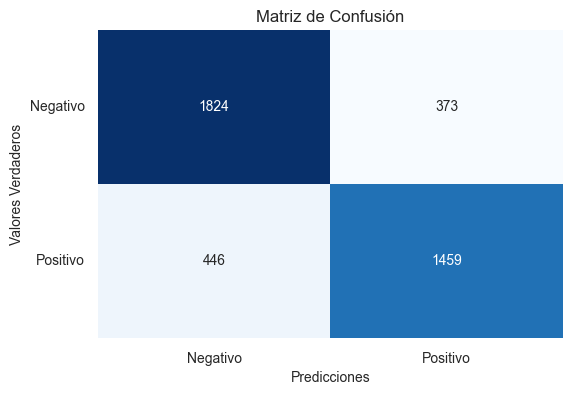 Matriz de Confusión
Valores Verdaderos
Negativo
1824
373
Positivo
446
1459
Negativo
Positivo
Predicciones